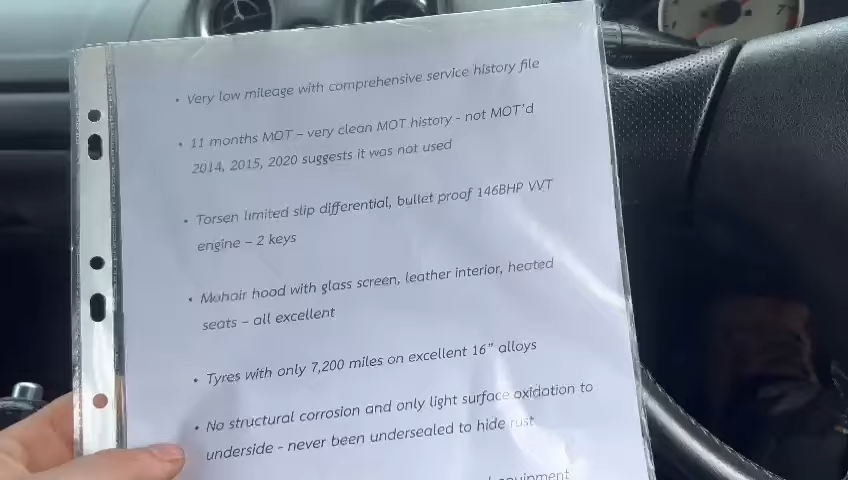 • Very low mileage with comprehensive service history file
• 11 months MOT – very clean MOT history - not MOT'd
2014, 2015, 2020 suggests it was not used
• Torsen limited slip differential, bullet proof 146BHP VVT
engine – 2 keys
• Mohair hood with glass screen, leather interior, heated
seats – all excellent
• Tyres with only 7,200 miles on excellent 16" alloys
• No structural corrosion and only light surface oxidation to
underside - never been undersealed to hide rust
equipment